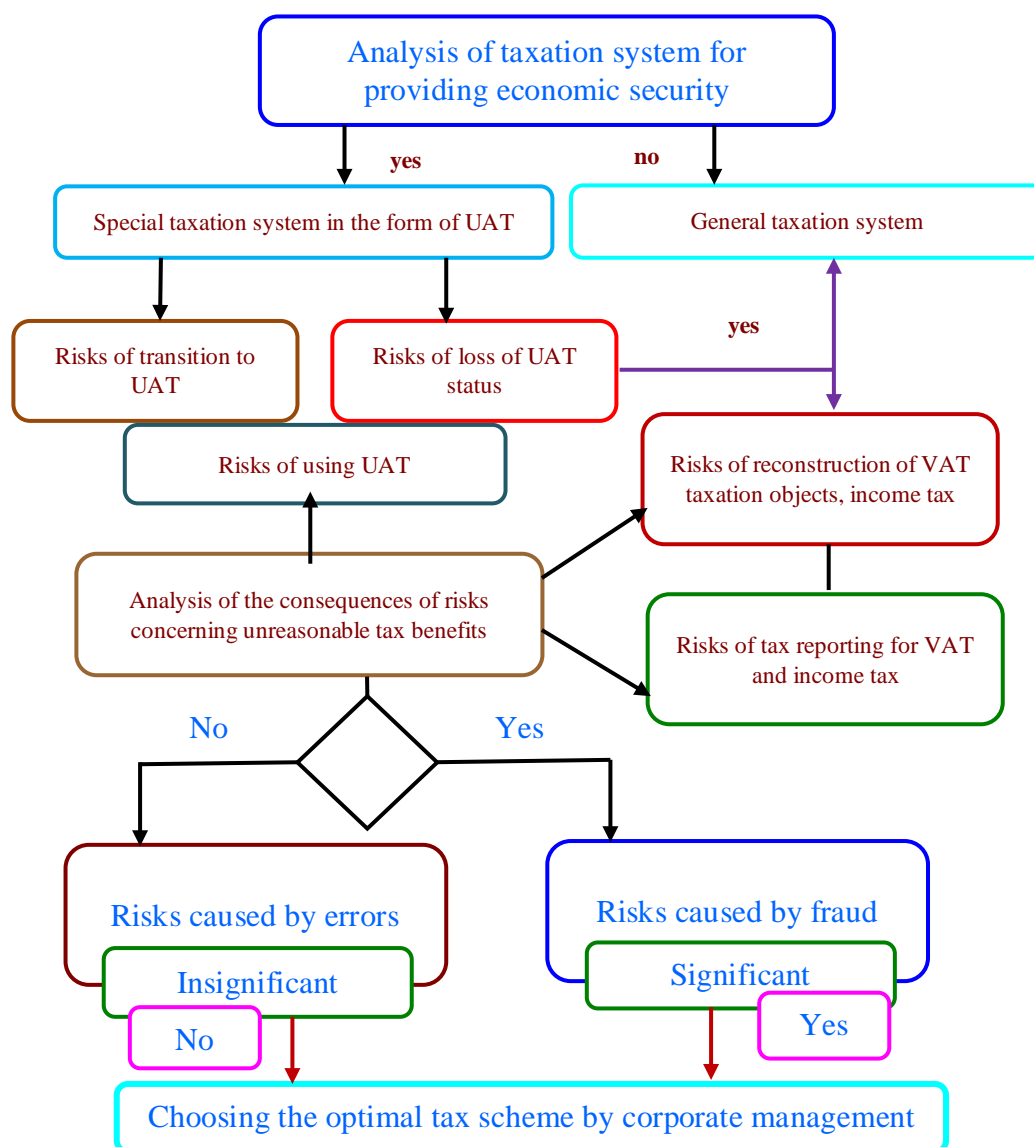 Analysis of taxation system for
providing economic security
yes
no
Special taxation system in the form of UAT
General taxation system
Risks of transition to
UAT
Risks of loss of UAT
status
yes
Risks of using UAT
Risks of reconstruction of VAT
taxation objects, income tax
Analysis of the consequences of risks
concerning unreasonable tax benefits
Risks of tax reporting for VAT
and income tax
No
Yes
Risks caused by errors
Insignificant
No
Risks caused by fraud
Significant
Yes
Choosing the optimal tax scheme by corporate management